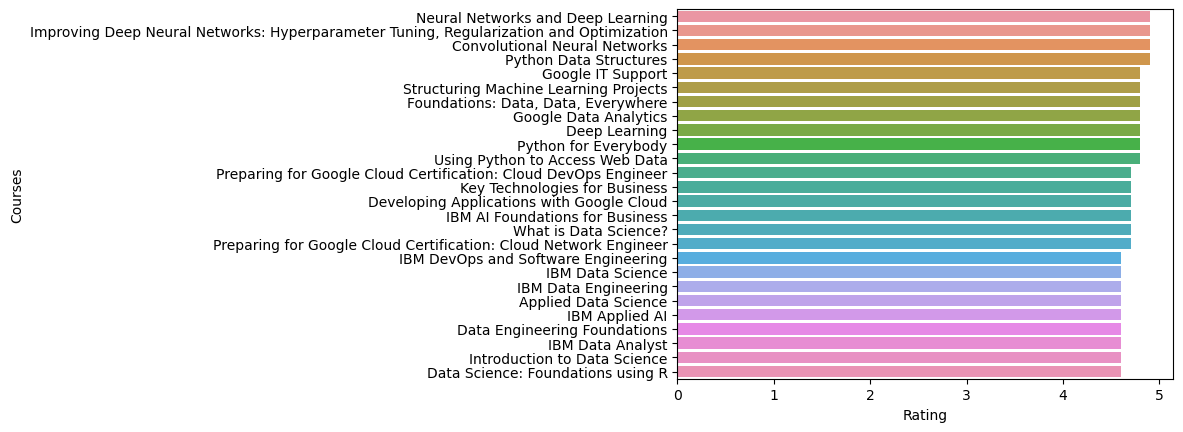 Neural Networks and Deep Learning
Improving Deep Neural Networks: Hyperparameter Tuning, Regularization and Optimization
Convolutional Neural Networks
Python Data Structures
Google IT Support
Structuring Machine Learning Projects
Foundations: Data, Data, Everywhere
Google Data Analytics
Deep Learning
Python for Everybody
Using Python to Access Web Data
Preparing for Google Cloud Certification: Cloud DevOps Engineer
Key Technologies for Business
Developing Applications with Google Cloud
IBM AI Foundations for Business
What is Data Science?
Preparing for Google Cloud Certification: Cloud Network Engineer
IBM DevOps and Software Engineering
IBM Data Science
IBM Data Engineering
Applied Data Science
IBM Applied AI
Data Engineering Foundations
IBM Data Analyst
Introduction to Data Science
Data Science: Foundations using R
Courses
0 1 2 3 4 5
Rating